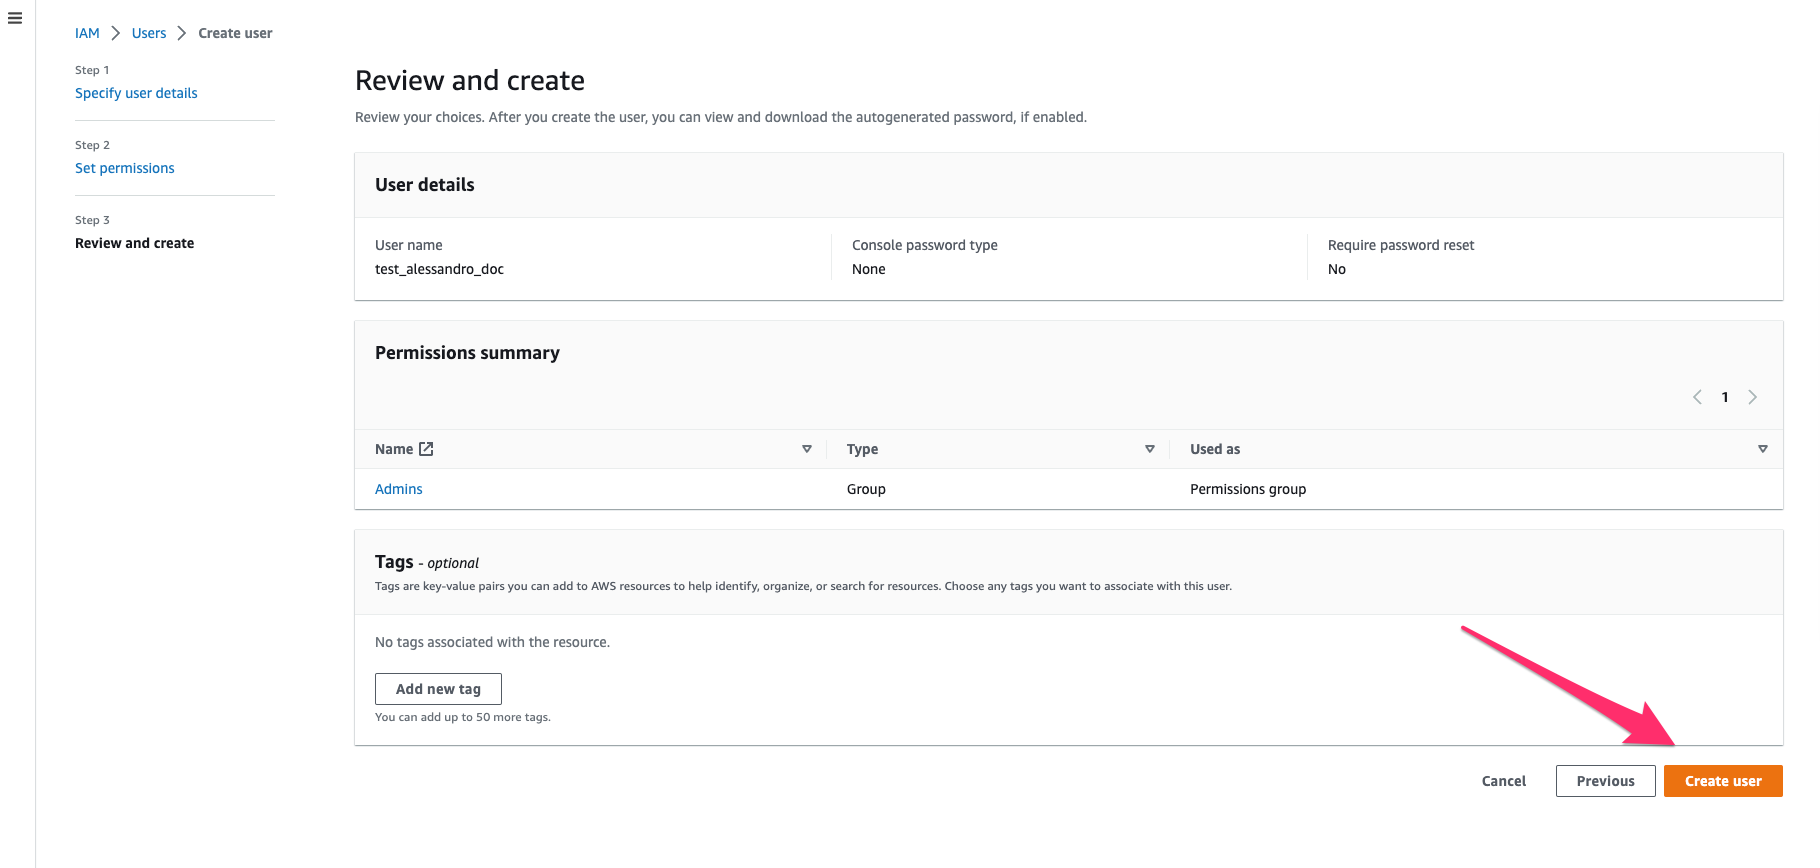 IAM > Users > Create user
Step 1
Specify user details
Step 2
Set permissions
Step 3
Review and create
Review and create
Review your choices. After you create the user, you can view and download the autogenerated password, if enabled.
User details
User name
test_alessandro_doc
Console password type
None
Require password reset
No
Permissions summary
1
Name Type Used as
Admins Group Permissions group
Tags - optional
Tags are key-value pairs you can add to AWS resources to help identify, organize, or search for resources. Choose any tags you want to associate with this user.
No tags associated with the resource.
Add new tag
You can add up to 50 more tags.
Cancel Previous Create user